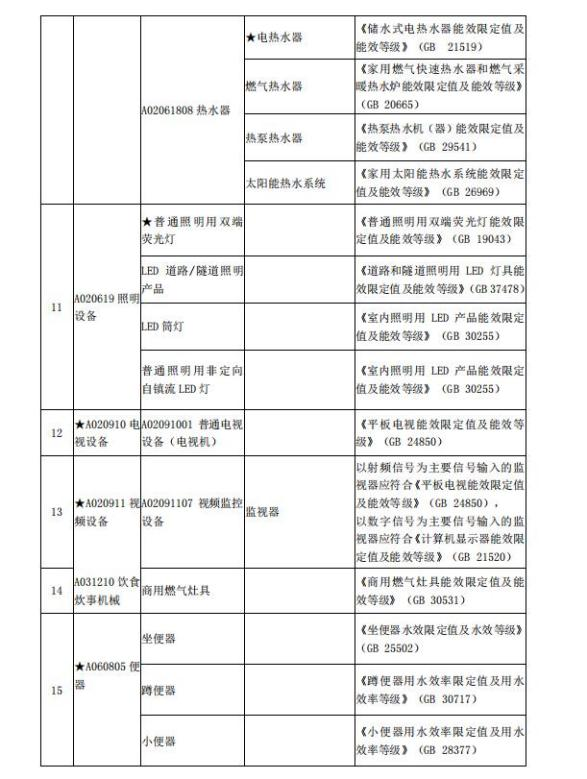 ★电热水器
《储水式电热水器能效限定值及
能效等级》（GB 21519）
A02061808 热水器
燃气热水器
《家用燃气快速热水器和燃气采
暖热水炉能效限定值及能效等级》
（GB 20665）
热泵热水器
《热泵热水机（器）能效限定值及
能效等级》（GB 29541）
太阳能热水系统
《家用太阳能热水系统能效限定
值及能效等级》（GB 26969）
11
A020619 照明
设备
★普通照明用双端
荧光灯
《普通照明用双端荧光灯能效限
定值及能效等级》（GB 19043）
LED 道路/隧道照明
产品
《道路和隧道照明用 LED 灯具能
效限定值及能效等级》（GB 37478）
LED 筒灯
《室内照明用 LED 产品能效限定
值及能效等级》（GB 30255）
普通照明用非定向
自镇流 LED 灯
《室内照明用 LED 产品能效限定
值及能效等级》（GB 30255）
12
★A020910 电
视设备
A02091001 普通电视
设备（电视机）
《平板电视能效限定值及能效等
级》（GB 24850）
13
★A020911 视
频设备
A02091107 视频监控
设备
监视器
以射频信号为主要信号输入的监
视器应符合《平板电视能效限定值
及能效等级》（GB 24850），
以数字信号为主要信号输入的监
视器应符合《计算机显示器能效限
定值及能效等级》（GB 21520）
14
A031210 饮食
炊事机械
商用燃气灶具
《商用燃气灶具能效限定值及能
效等级》（GB 30531）
15
★A060805 便
器
坐便器
《坐便器水效限定值及水效等级》
（GB 25502）
蹲便器
《蹲便器用水效率限定值及用水
效率等级》（GB 30717）
小便器
《小便器用水效率限定值及用水
效率等级》（GB 28377）